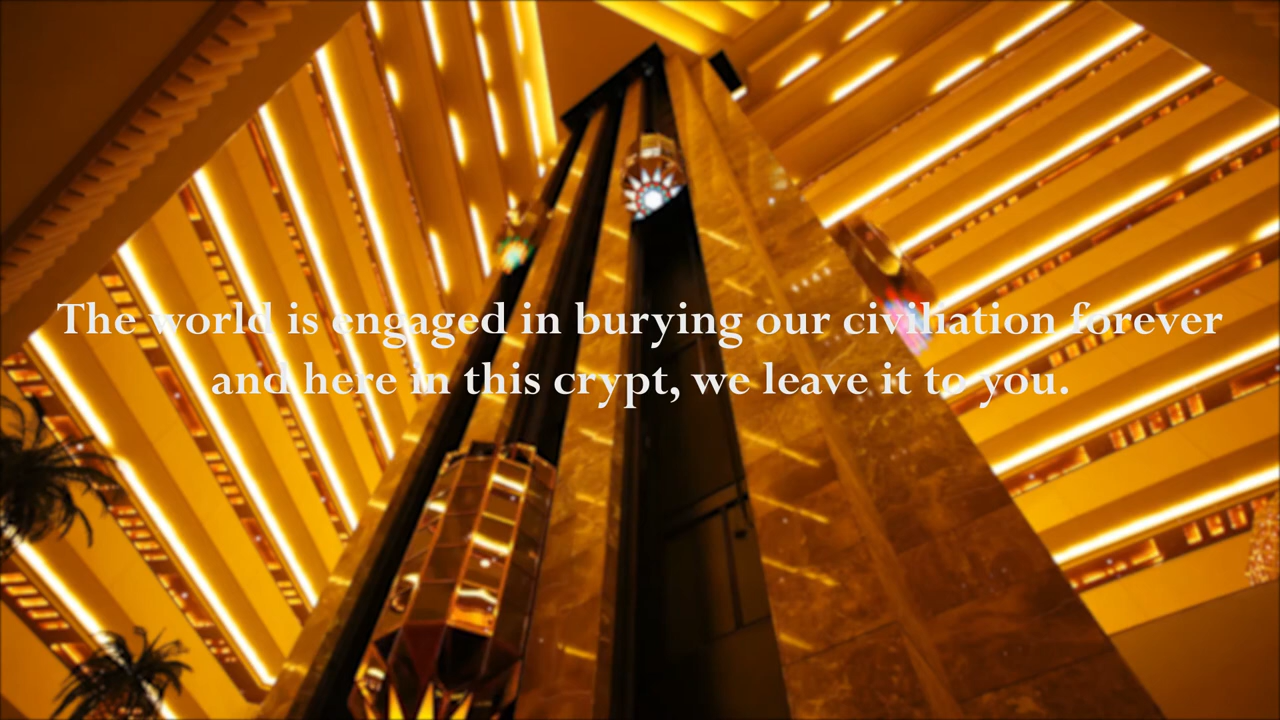 The world is engaged in burying our civiliation forever
and here in this crypt, we leave it to you.